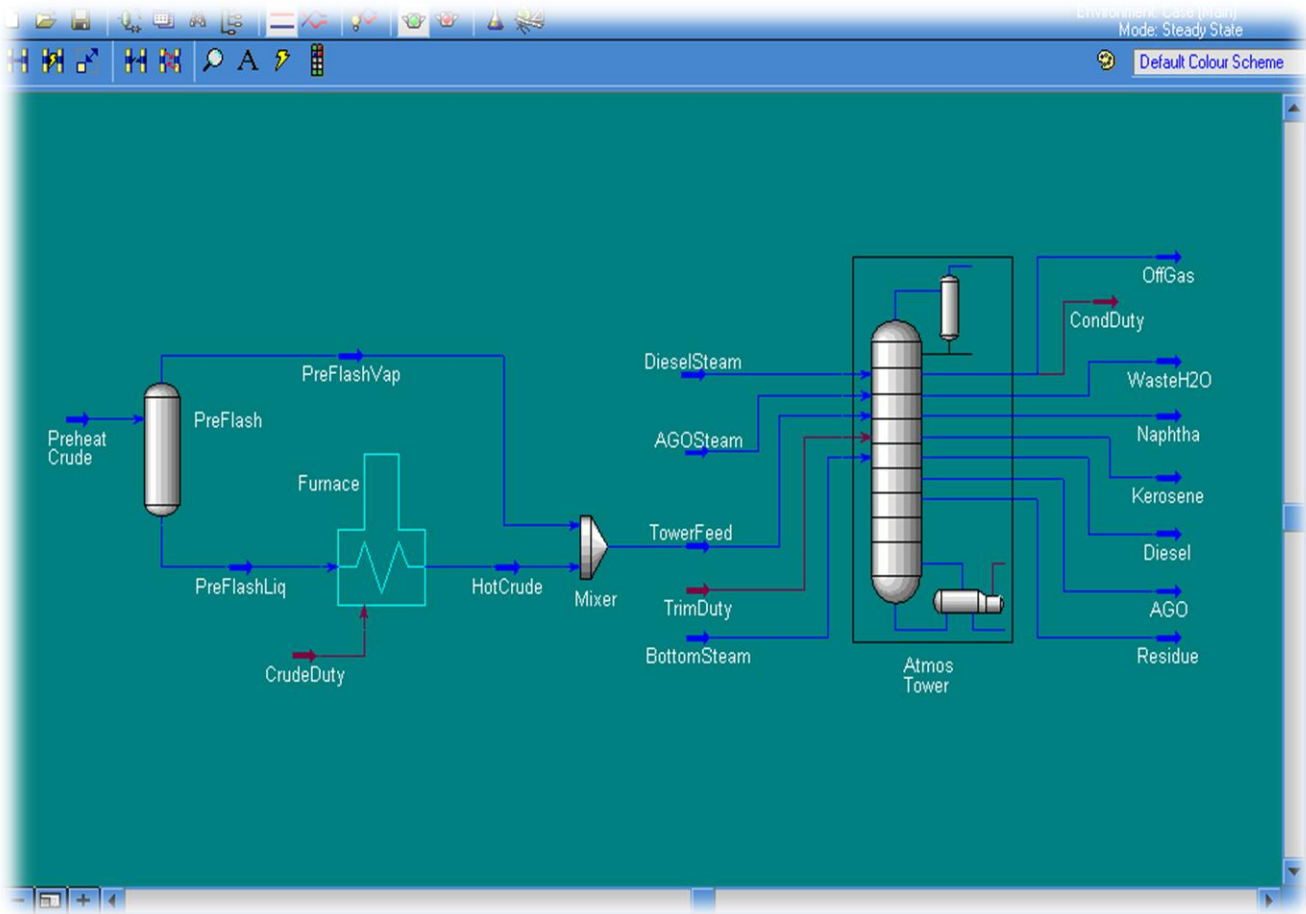 Environment: Case (Main)
Mode: Steady State
A
Default Colour Scheme
OffGas
CondDuty
DieselSteam
PreFlashVap
WasteH2O
PreFlash
Preheat
Crude
Naphtha
AGOSteam
Furnace
Kerosene
TowerFeed
Diesel
PreFlashLiq
HotCrude
Mixer
TrimDuty
AGO
BottomSteam
Residue
CrudeDuty
Atmos
Tower